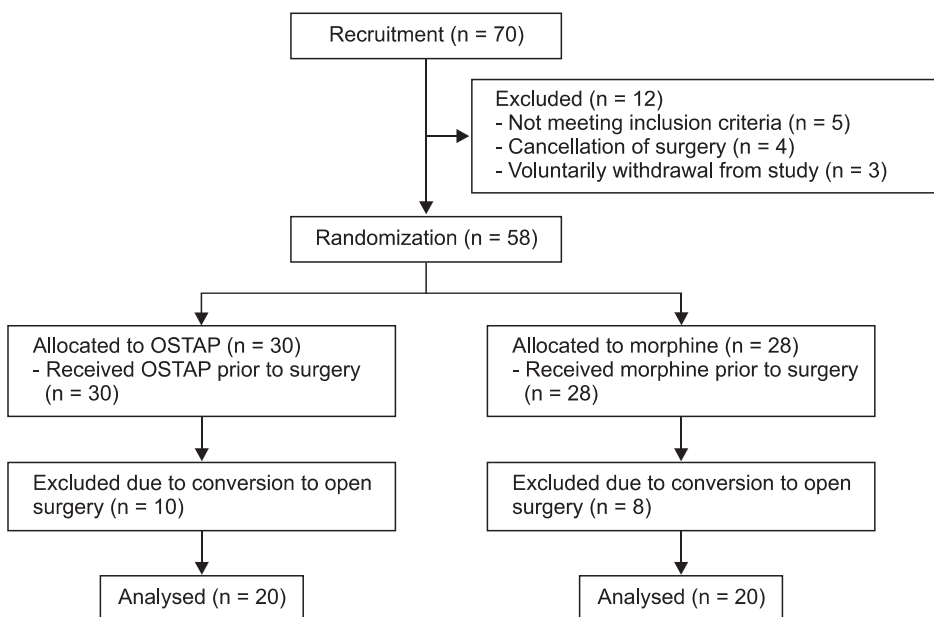 Recruitment (n = 70)
Excluded (n = 12)
- Not meeting inclusion criteria (n = 5)
- Cancellation of surgery (n = 4)
- Voluntarily withdrawal from study (n = 3)
Randomization (n = 58)
Allocated to OSTAP (n = 30)
- Received OSTAP prior to surgery
(n = 30)
Allocated to morphine (n = 28)
- Received morphine prior to surgery
(n = 28)
Excluded due to conversion to open
surgery (n = 10)
Excluded due to conversion to open
surgery (n = 8)
Analysed (n = 20)
Analysed (n = 20)